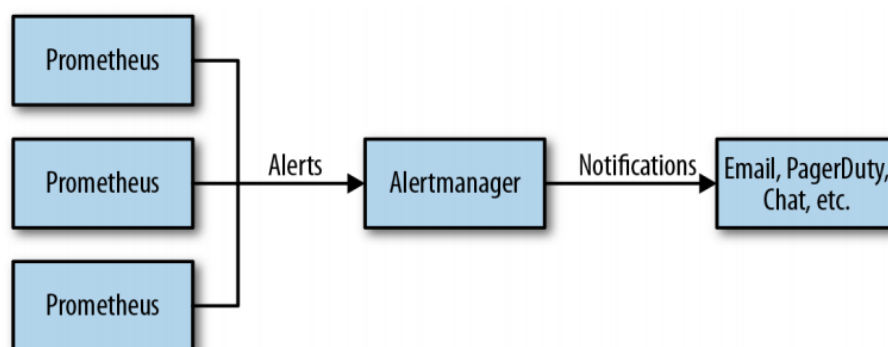 Prometheus
Prometheus
Alerts
Alertmanager
Notifications
Email, PagerDuty,
Chat, etc.
Prometheus